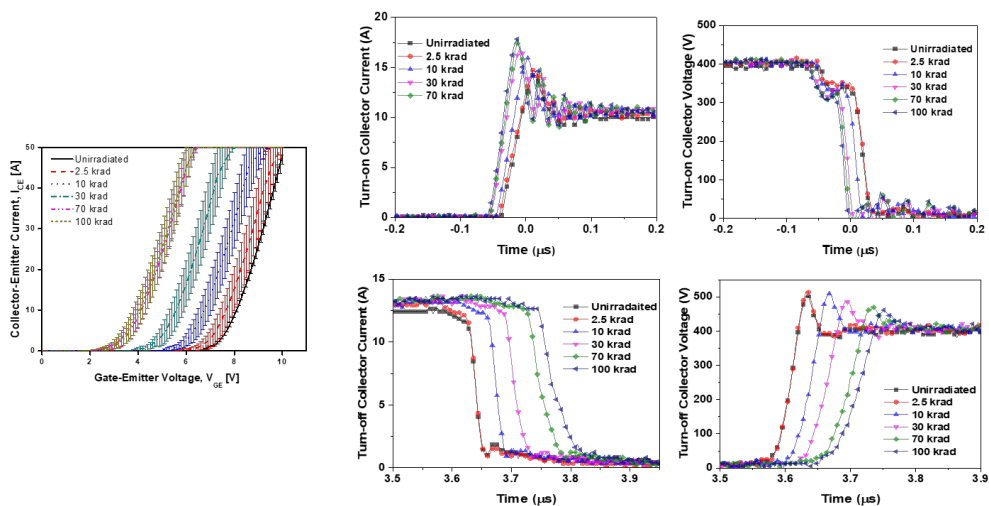 50
40
30
20
10
0
0
2
4
6
8
10
Collector-Emitter Current, I_CE [A]
Gate-Emitter Voltage, V_GE [V]
Unirradiated
2.5 krad
10 krad
30 krad
70 krad
100 krad
20
15
10
5
0
-0.2
-0.1
0.0
0.1
0.2
Turn-on Collector Current (A)
Time (μs)
Unirradiated
2.5 krad
10 krad
30 krad
70 krad
500
400
300
200
100
0
-0.2
-0.1
0.0
0.1
0.2
Turn-on Collector Voltage (V)
Time (μs)
Unirradiated
2.5 krad
10 krad
30 krad
70 krad
100 krad
15
10
5
0
3.5
3.6
3.7
3.8
3.9
Turn-off Collector Current (A)
Time (μs)
Unirradaited
2.5 krad
10 krad
30 krad
70 krad
100 krad
500
400
300
200
100
0
3.5
3.6
3.7
3.8
3.9
Turn-off Collector Voltage (V)
Time (μs)
Unirradiated
2.5 krad
10 krad
30 krad
70 krad
100 krad